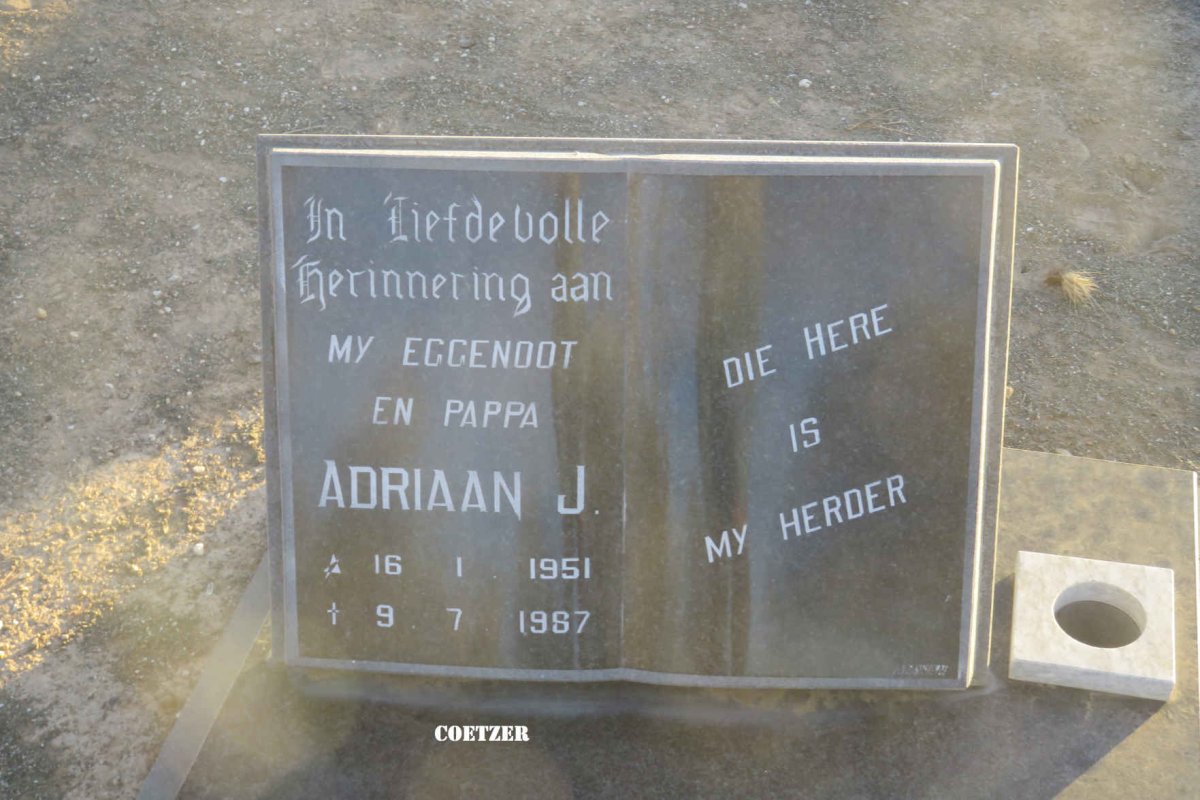 In Liefdevolle
Herinnering aan
MY EGGENOOT
EN PAPPA
ADRIAAN J.
16 1 1951
† 9 7 1987
DIE HERE
IS
MY HERDER
COETZER